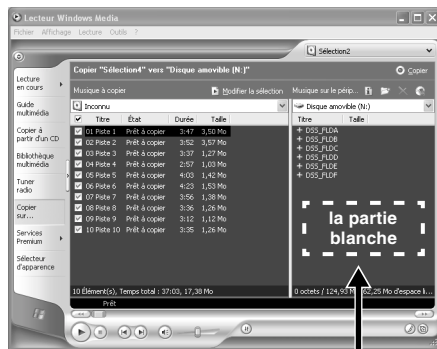 Lecteur Windows Media
Fichier Affichage Lecture Outils ?
Sélection2
Copier "Sélection4" vers "Disque amovible (N:)"
Copier
Lecture en cours
Guide multimédia
Copier à partir d'un CD
Bibliothèque multimédia
Tuner radio
Copier sur...
Services Premium
Sélecteur d'apparence
Musique à copier
Modifier la sélection
Inconnu
Titre État Durée Taille
01 Piste 1 Prêt à copier 3:47 3,50 Mo
02 Piste 2 Prêt à copier 3:52 3,57 Mo
03 Piste 3 Prêt à copier 3:37 1,27 Mo
04 Piste 4 Prêt à copier 2:57 1,03 Mo
05 Piste 5 Prêt à copier 4:03 1,42 Mo
06 Piste 6 Prêt à copier 4:23 1,53 Mo
07 Piste 7 Prêt à copier 3:56 1,38 Mo
08 Piste 8 Prêt à copier 3:36 1,26 Mo
09 Piste 9 Prêt à copier 3:12 1,12 Mo
10 Piste 10 Prêt à copier 3:35 1,26 Mo
10 Élément(s), Temps total : 37:03, 17,38 Mo
Musique sur le périp...
Disque amovible (N:)
Titre Taille
DSS_FLDA
DSS_FLDB
DSS_FLDC
DSS_FLDD
DSS_FLDE
DSS_FLDF
la partie
blanche
0 octets / 124,93 M 62,25 Mo d'espace li...
Prêt